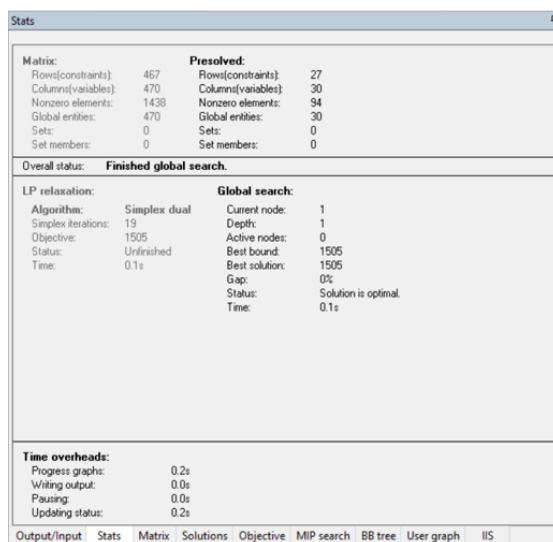 Stats
Matrix: Presolved:
Rows(constraints): 467 Rows(constraints): 27
Columns(variables): 470 Columns(variables): 30
Nonzero elements: 1438 Nonzero elements: 94
Global entities: 470 Global entities: 30
Sets: 0 Sets: 0
Set members: 0 Set members: 0
Overall status: Finished global search.
LP relaxation: Global search:
Algorithm: Simplex dual Current node: 1
Simplex iterations: 19 Depth: 1
Objective: 1505 Active nodes: 0
Status: Unfinished Best bound: 1505
Time: 0.1s Best solution: 1505
Gap: 0%
Status: Solution is optimal.
Time: 0.1s
Time overheads:
Progress graphs: 0.2s
Writing output: 0.0s
Pausing: 0.0s
Updating status: 0.2s
Output/Input Stats Matrix Solutions Objective MIP search BB tree User graph IIS